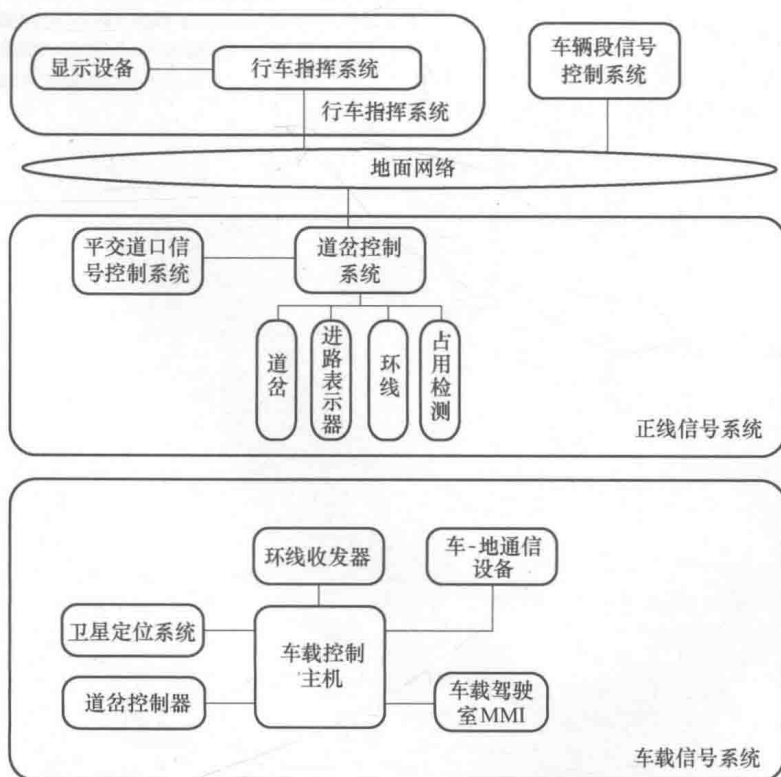 显示设备
行车指挥系统
行车指挥系统
车辆段信号
控制系统
地面网络
平交道口信
号控制系统
道岔控制
系统
道岔
进路表示器
环线
占用检测
正线信号系统
环线收发器
车-地通信
设备
卫星定位系统
车载控制
主机
道岔控制器
车载驾驶
室MMI
车载信号系统